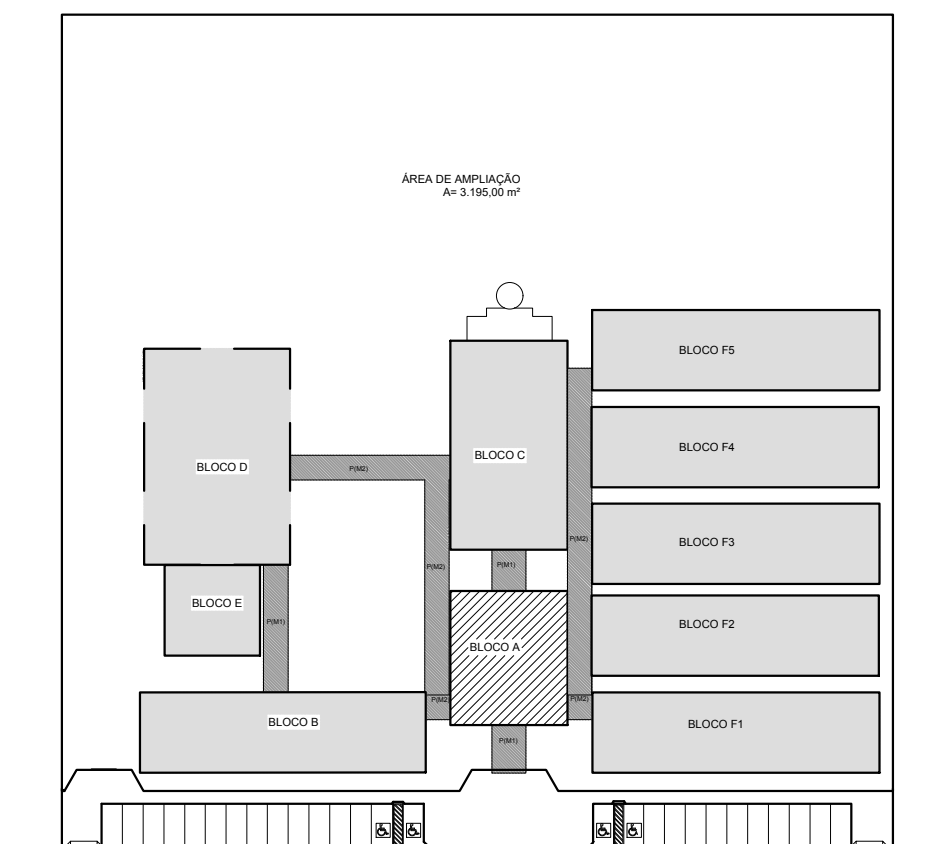 ÁREA DE AMPLIAÇÃO
A= 3.195,00 m²
BLOCO F5
BLOCO F4
BLOCO C
BLOCO D
P(M2)
P(M2)
BLOCO F3
P(M2)
P(M1)
BLOCO E
P(M1)
BLOCO F2
BLOCO A
P(M2)
P(M2)
BLOCO B
BLOCO F1
P(M1)